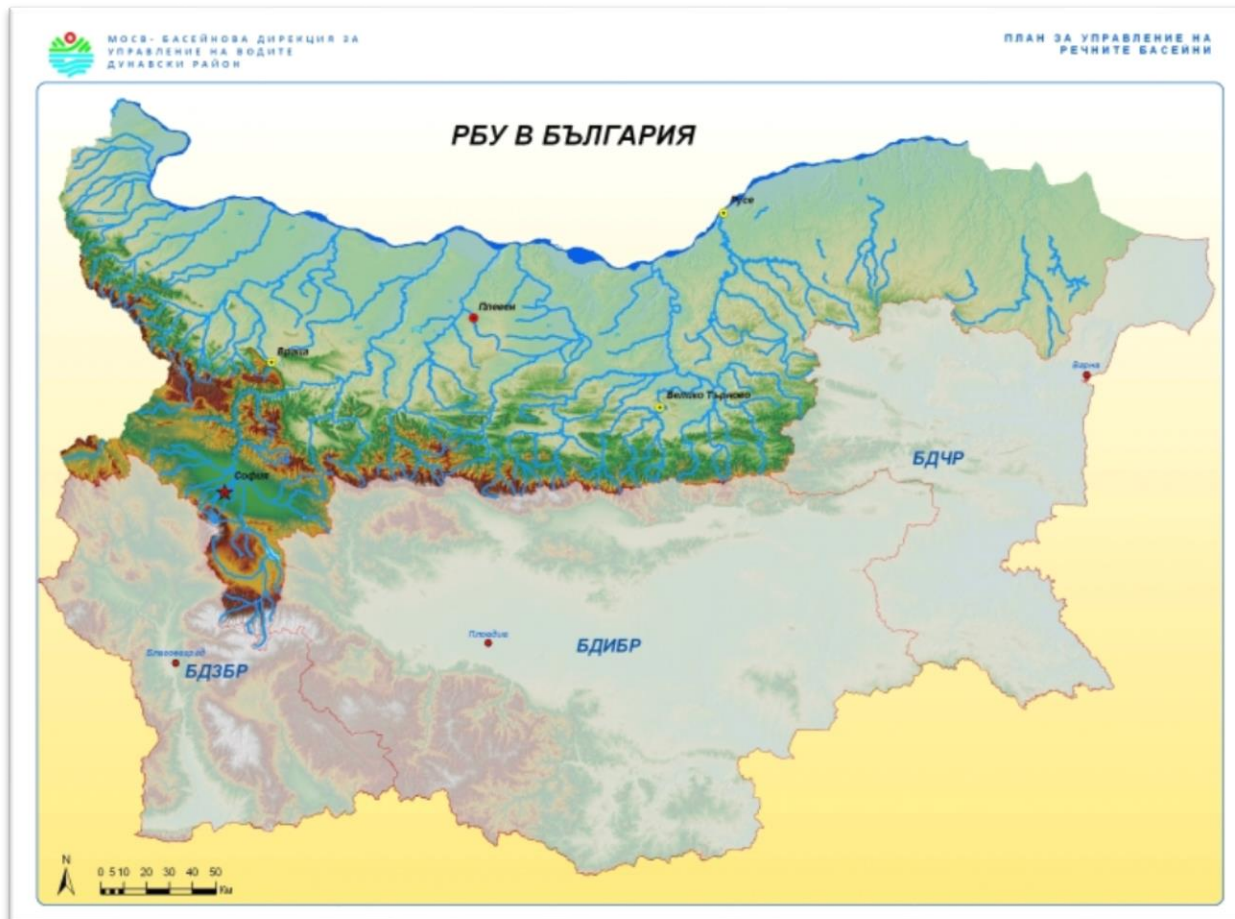 МОСВ- БАСЕЙНОВА ДИРЕКЦИЯ ЗА
УПРАВЛЕНИЕ НА ВОДИТЕ
ДУНАВСКИ РАЙОН
ПЛАН ЗА УПРАВЛЕНИЕ НА
РЕЧНИТЕ БАСЕЙНИ
РБУ В БЪЛГАРИЯ
Русе
Плевен
Враца
Варна
Велико Търново
БДЧР
София
Пловдив
БДИБР
Благоевград
БДЗБР
N
0 5 10 20 30 40 50
Км